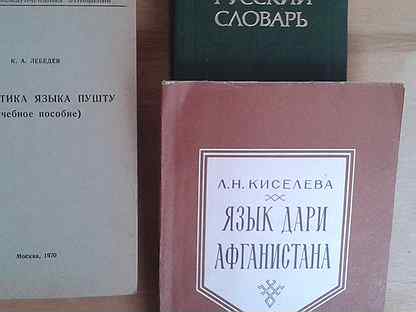 К. А. ЛЕБЕДЕВ
ТИКА ЯЗЫКА ПУШТУ
чебное пособие)
Москва, 1970
РУССКИЙ
СЛОВАРЬ
Л.Н. КИСЕЛЕВА
ЯЗЫК ДАРИ
АФГАНИСТАНА